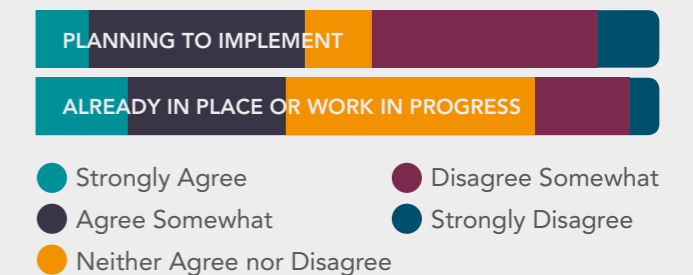 PLANNING TO IMPLEMENT
ALREADY IN PLACE OR WORK IN PROGRESS
Strongly Agree
Disagree Somewhat
Agree Somewhat
Strongly Disagree
Neither Agree nor Disagree